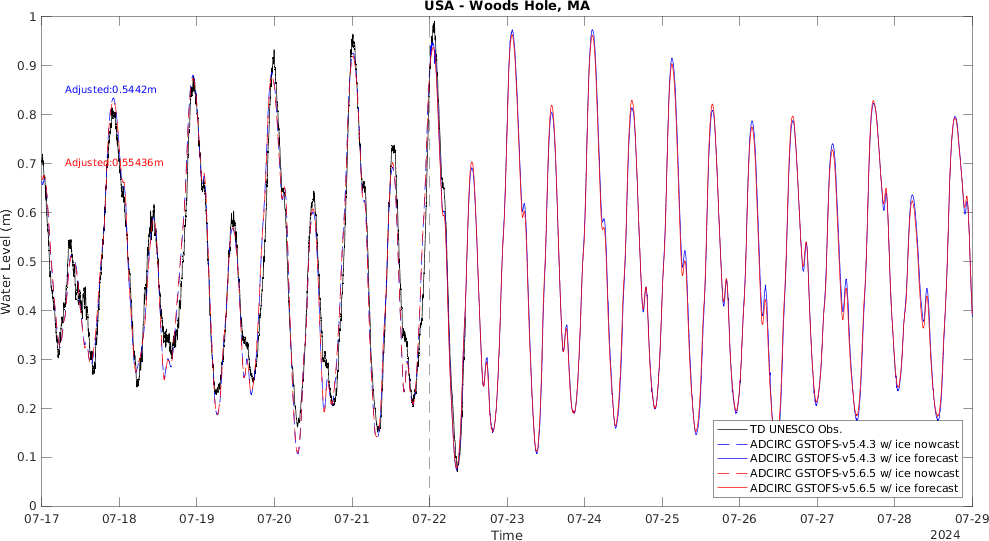 USA - Woods Hole, MA
1
0.9
0.8
0.7
0.6
0.5
0.4
0.3
0.2
0.1
0
Water Level (m)
Adjusted:0.5442m
Adjusted:0.55436m
TD UNESCO Obs.
ADCIRC GSTOFS-v5.4.3 w/ ice nowcast
ADCIRC GSTOFS-v5.4.3 w/ ice forecast
ADCIRC GSTOFS-v5.6.5 w/ ice nowcast
ADCIRC GSTOFS-v5.6.5 w/ ice forecast
07-17 07-18 07-19 07-20 07-21 07-22 07-23 07-24 07-25 07-26 07-27 07-28 07-29
Time
2024